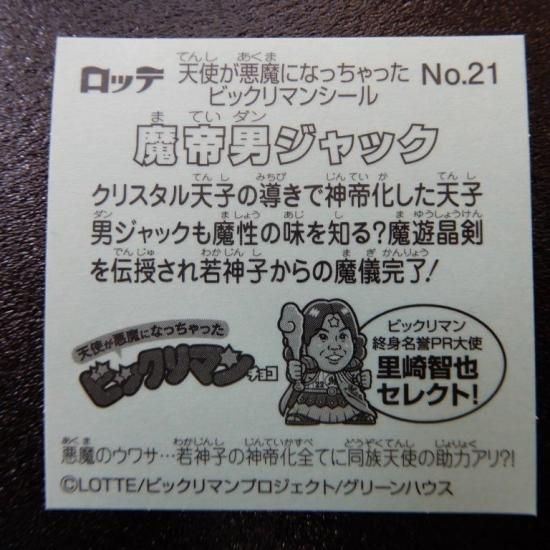 ロッテ 天使が悪魔になっちゃった No.21
ビックリマンシール
魔帝男ジャック
クリスタル天子の導きで神帝化した天子
男ジャックも魔性の味を知る?魔遊晶剣
を伝授され若神子からの魔儀完了!
天使が悪魔になっちゃった
ビックリマンチョコ
ビックリマン
終身名誉PR大使
里崎智也
セレクト!
悪魔のウワサ…若神子の神帝化全てに同族天使の助力アリ?!
©LOTTE/ビックリマンプロジェクト/グリーンハウス